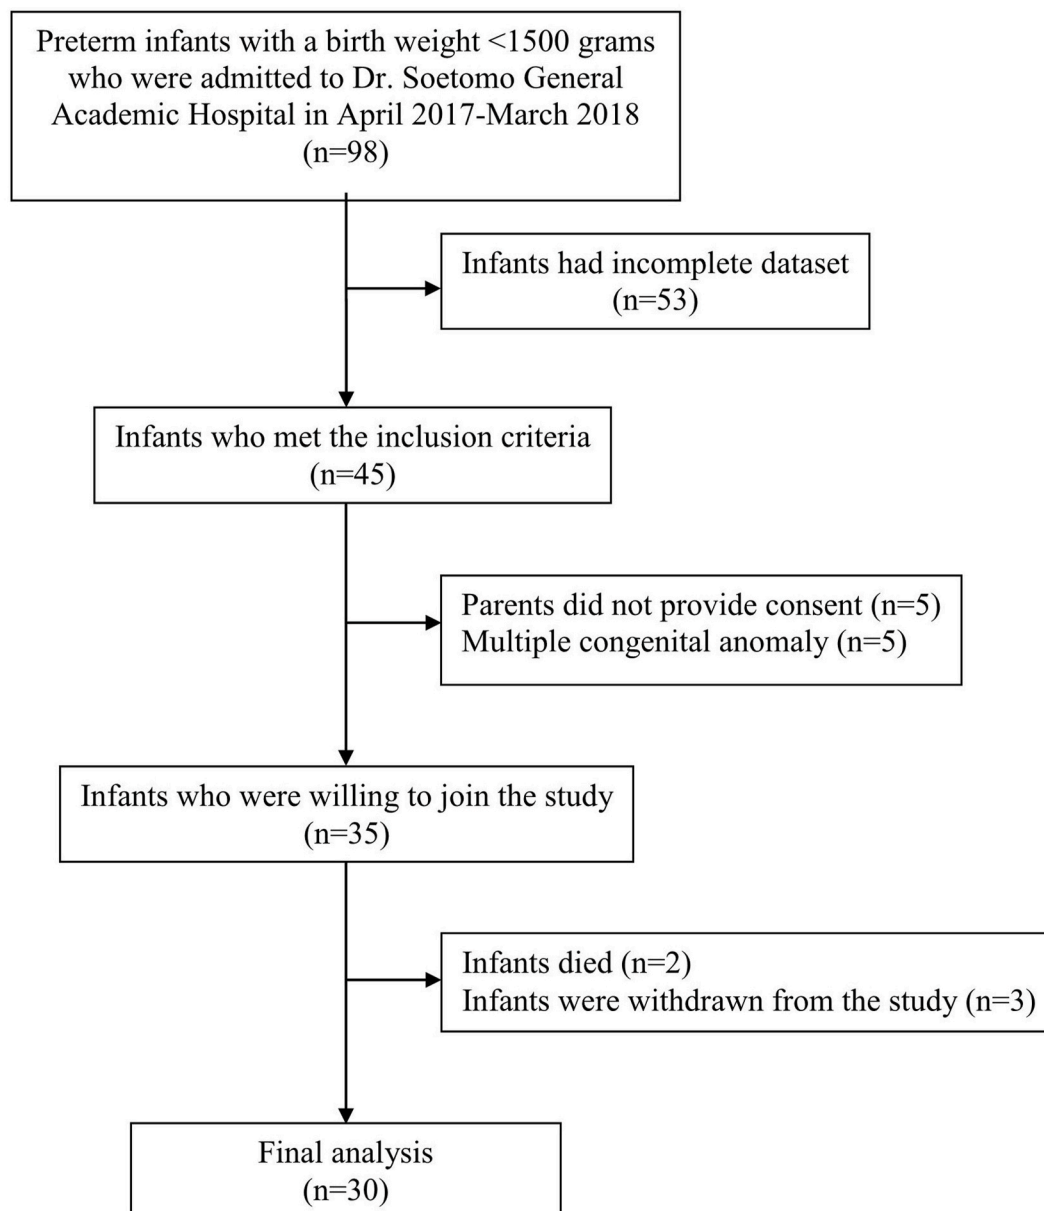 Preterm infants with a birth weight <1500 grams
who were admitted to Dr. Soetomo General
Academic Hospital in April 2017-March 2018
(n=98)
Infants had incomplete dataset
(n=53)
Infants who met the inclusion criteria
(n=45)
Parents did not provide consent (n=5)
Multiple congenital anomaly (n=5)
Infants who were willing to join the study
(n=35)
Infants died (n=2)
Infants were withdrawn from the study (n=3)
Final analysis
(n=30)